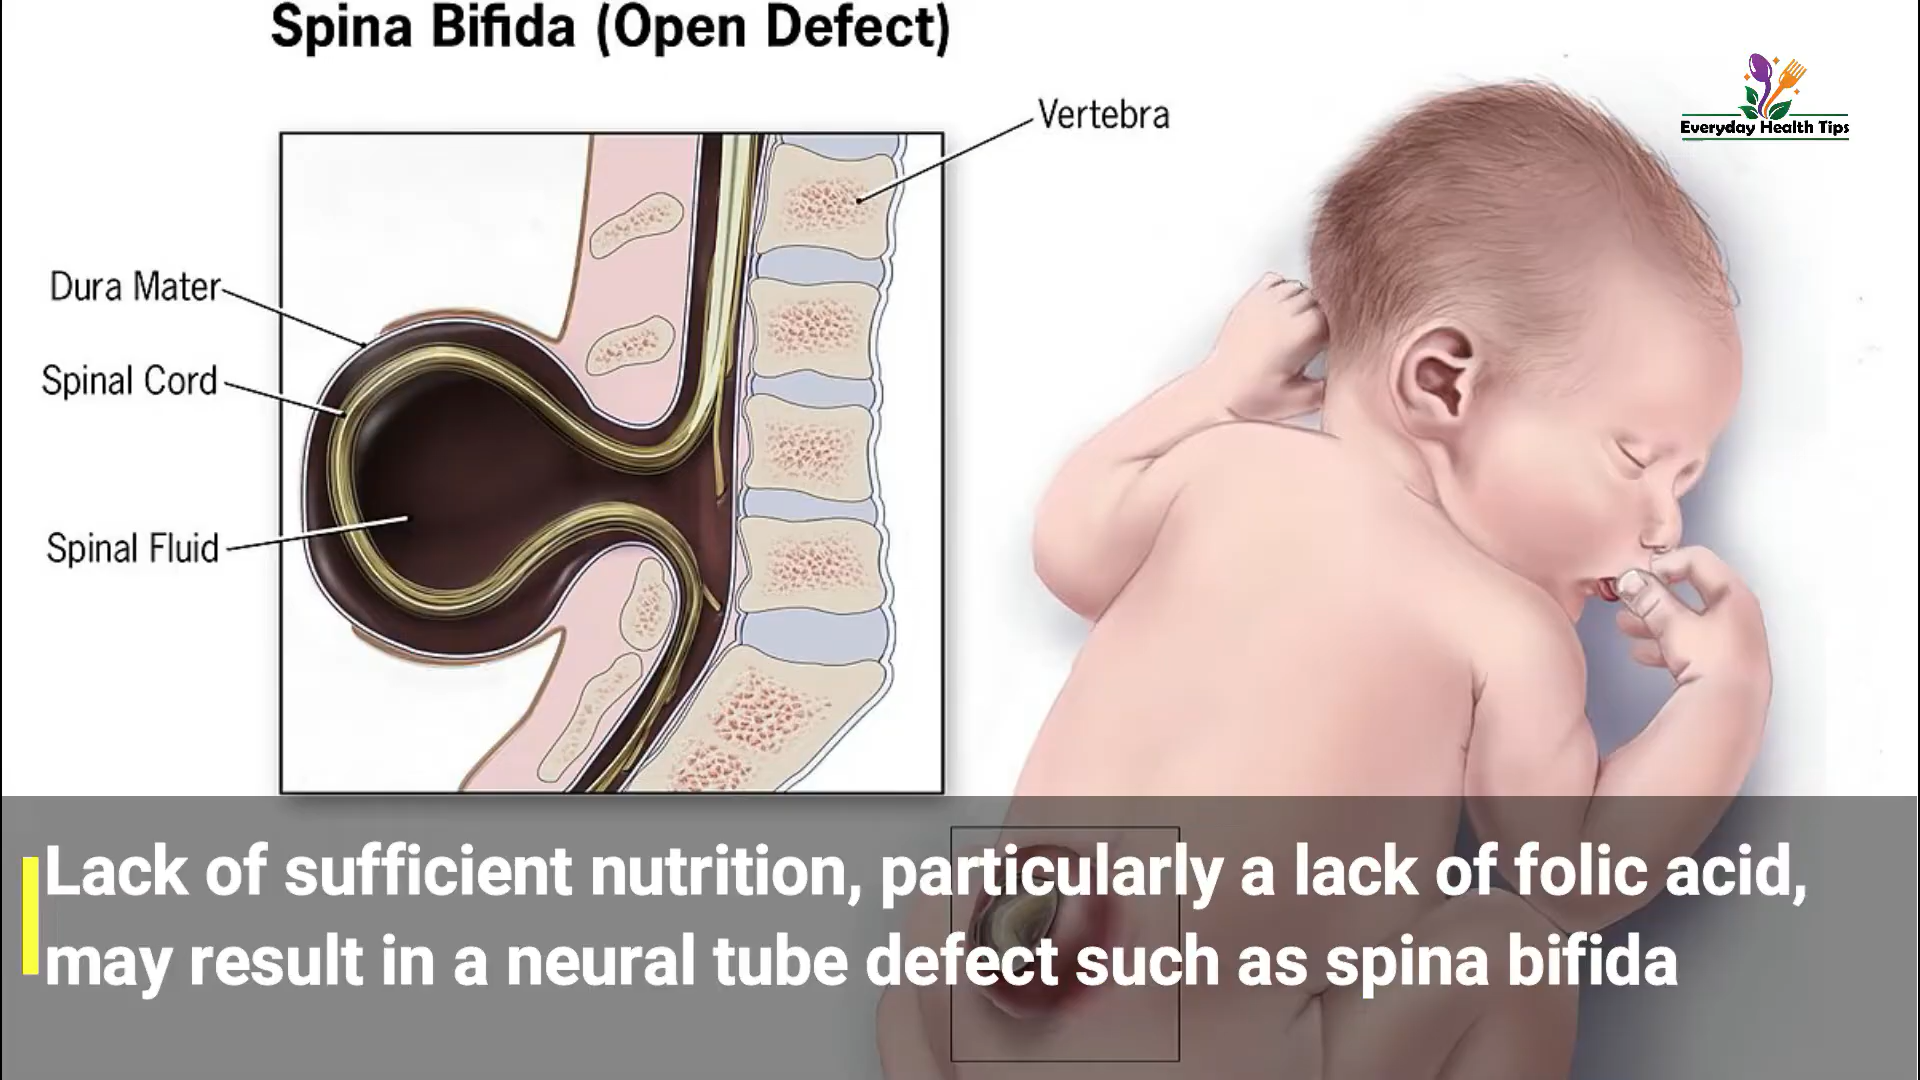 Spina Bifida (Open Defect)
Everyday Health Tips
Vertebra
Dura Mater
Spinal Cord
Spinal Fluid
Lack of sufficient nutrition, particularly a lack of folic acid,
may result in a neural tube defect such as spina bifida